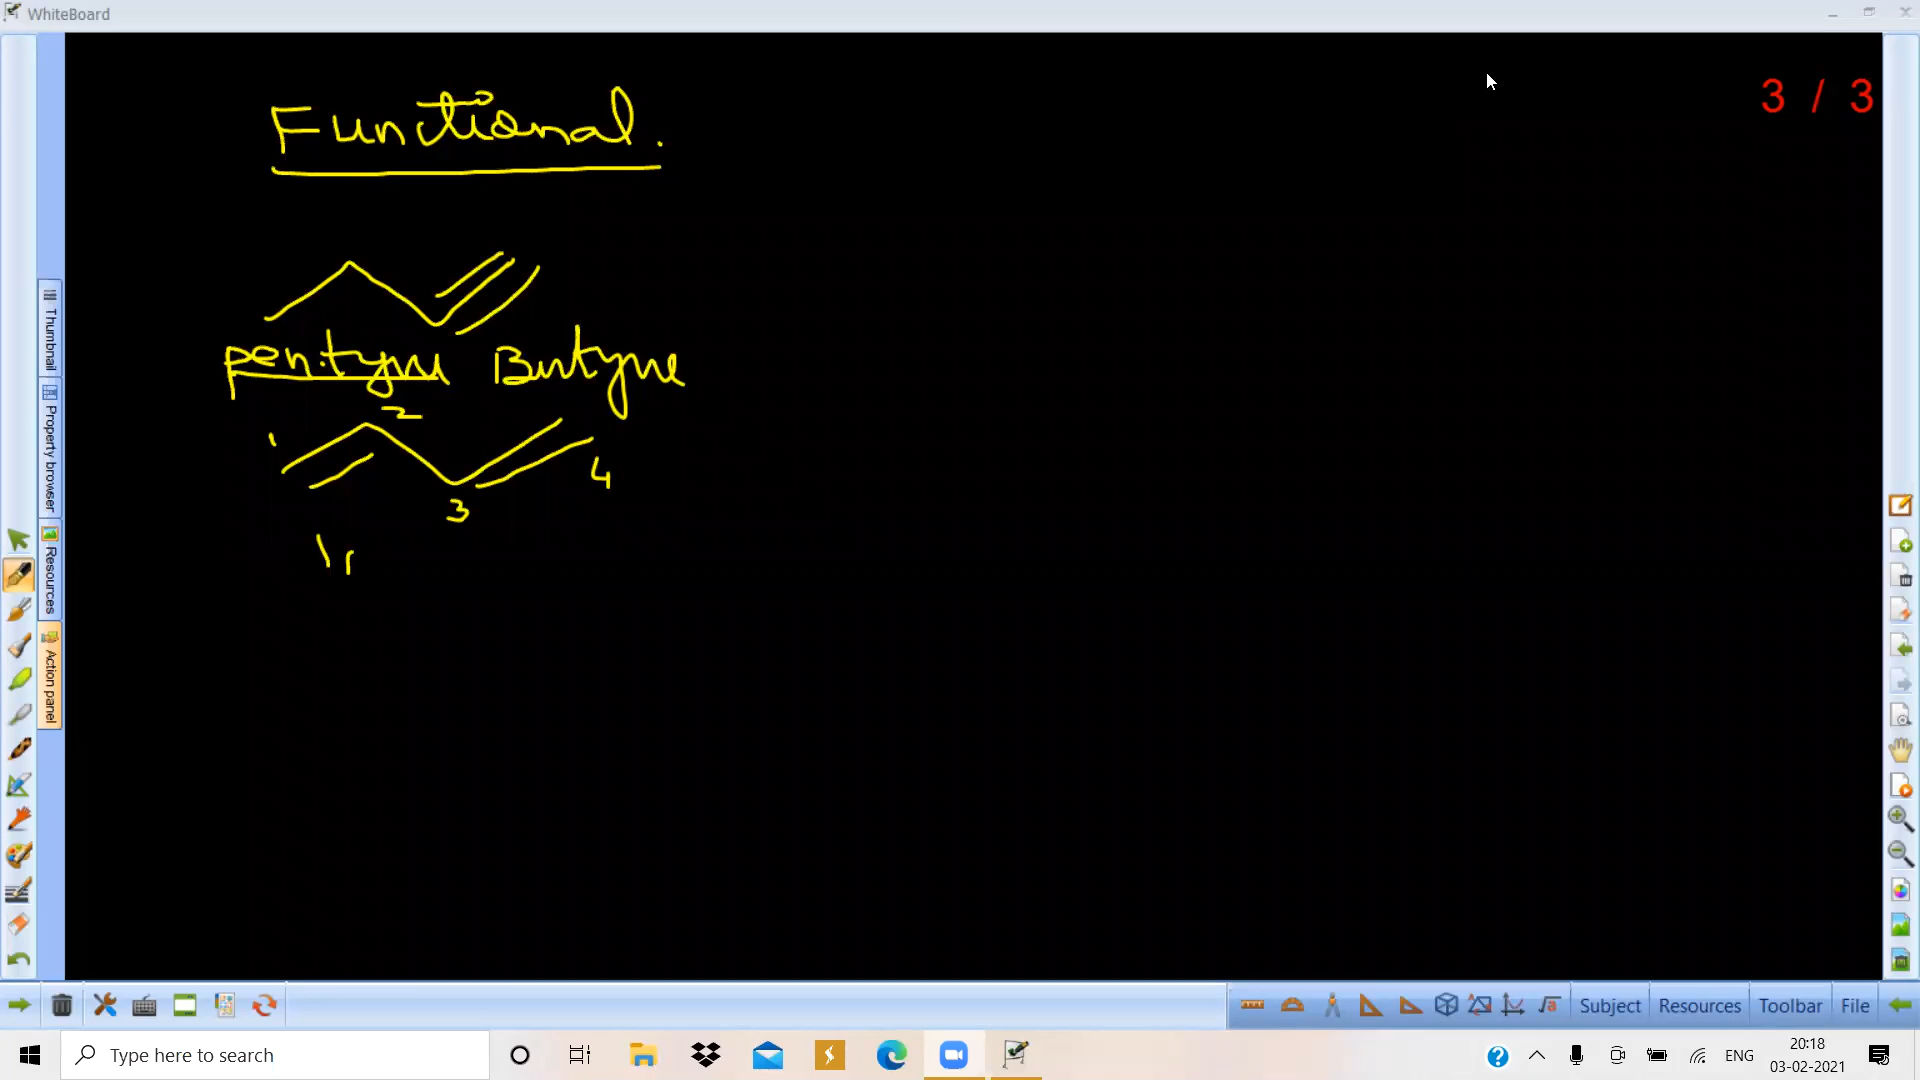 WhiteBoard
3 / 3
Functional.
Pentyne Butyne
1 2
3 4
Thumbnail
Property browser
Resources
Action panel
Subject Resources Toolbar File
Type here to search
ENG
20:18
03-02-2021